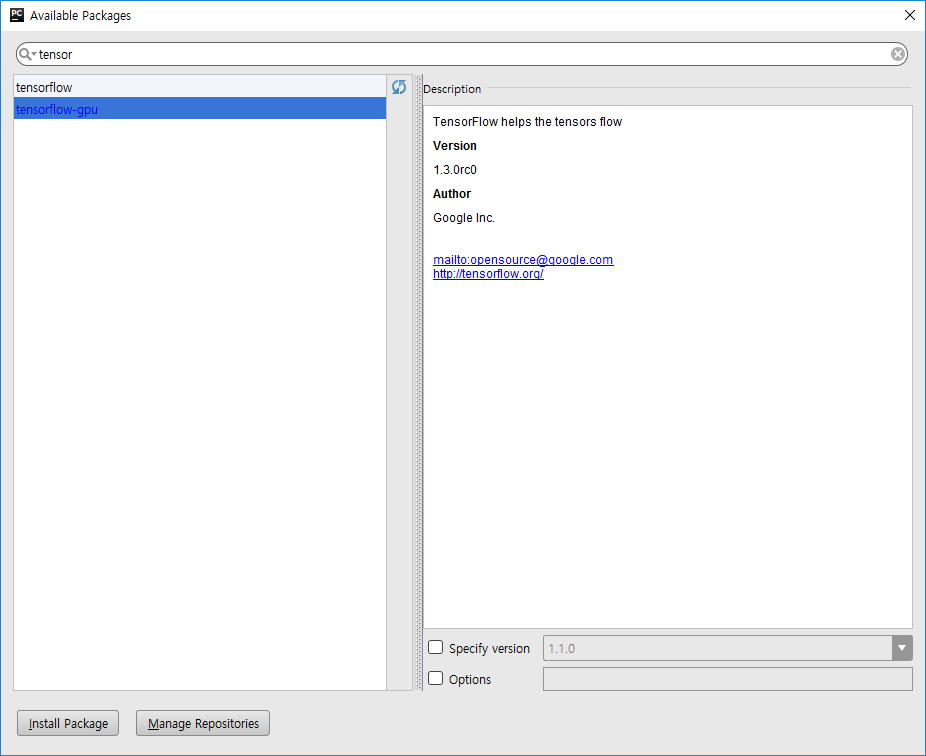 PC Available Packages
tensor
tensorflow
tensorflow-gpu
Description
TensorFlow helps the tensors flow
Version
1.3.0rc0
Author
Google Inc.
mailto:opensource@google.com
http://tensorflow.org/
Specify version 1.1.0
Options
Install Package Manage Repositories